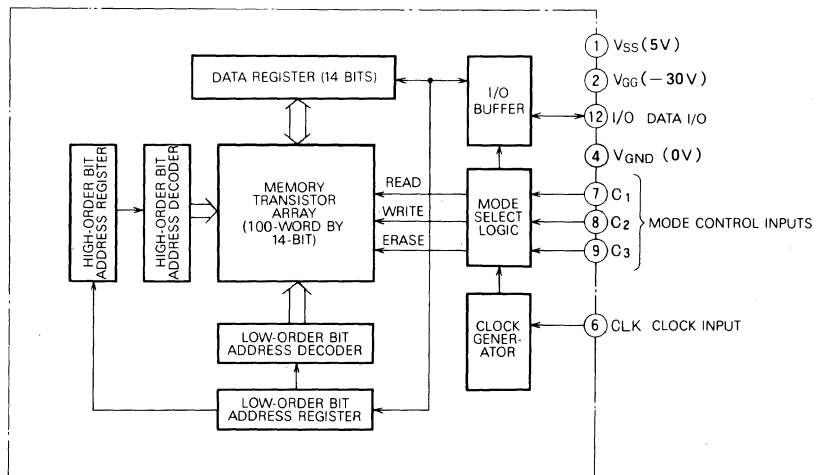 DATA REGISTER (14 BITS)
I/O
BUFFER
HIGH-ORDER BIT
ADDRESS REGISTER
HIGH-ORDER BIT
ADDRESS DECODER
MEMORY
TRANSISTOR
ARRAY
(100-WORD BY
14-BIT)
READ
WRITE
ERASE
MODE
SELECT
LOGIC
LOW-ORDER BIT
ADDRESS DECODER
CLOCK
GENER-
ATOR
LOW-ORDER BIT
ADDRESS REGISTER
1 VSS (5V)
2 VGG (−30V)
12 I/O DATA I/O
4 VGND (0V)
7 C1
8 C2
9 C3
MODE CONTROL INPUTS
6 CLK CLOCK INPUT